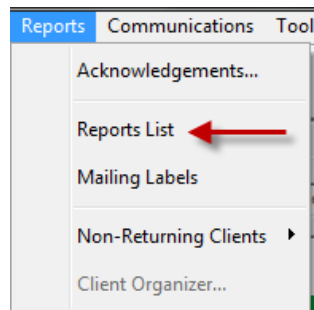 Reports Communications Tool
Acknowledgements...
Reports List
Mailing Labels
Non-Returning Clients
Client Organizer...